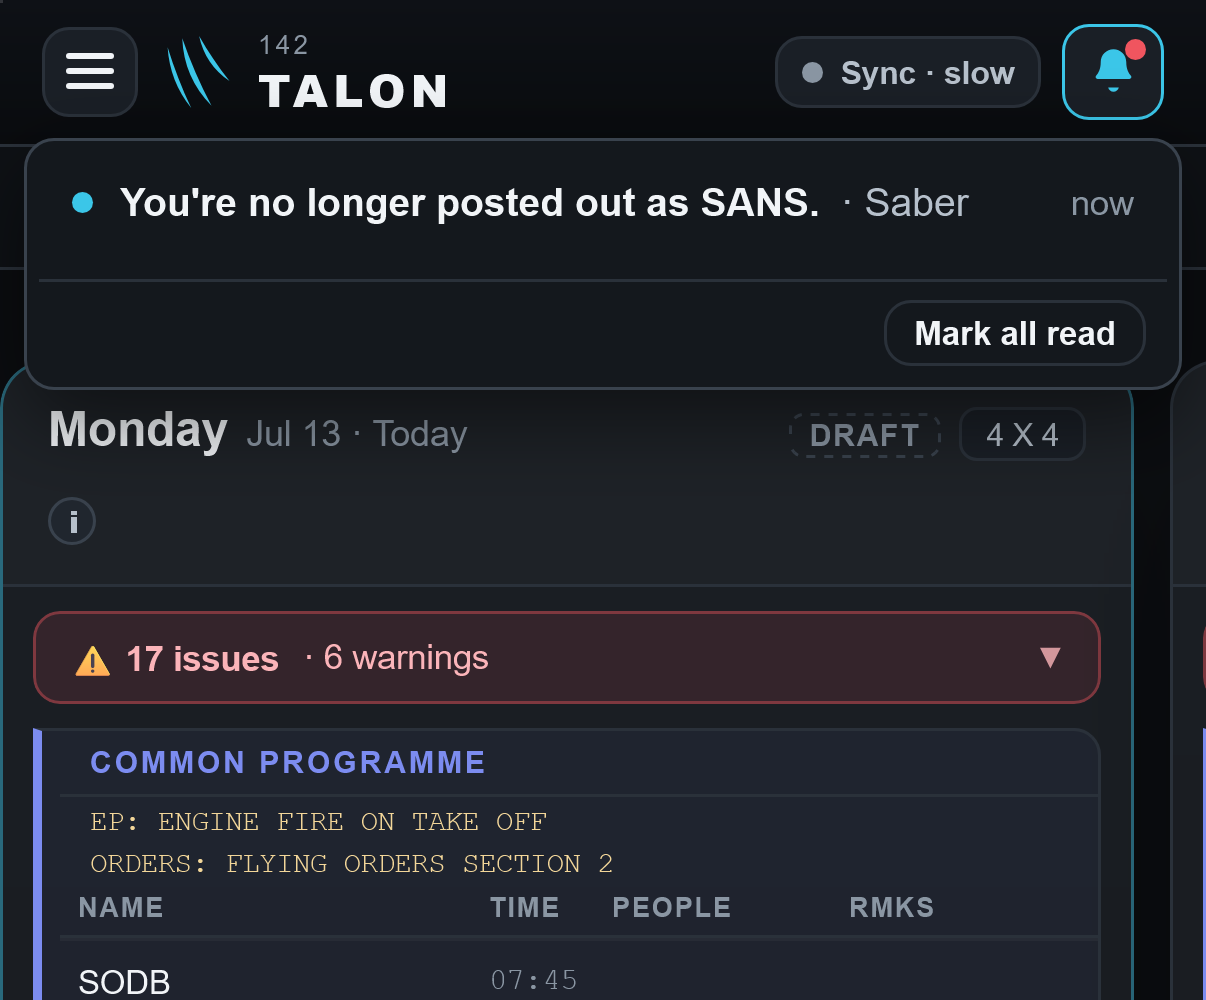 142
TALON
Sync · slow
You're no longer posted out as SANS. · Saber now
Mark all read
Monday Jul 13 · Today DRAFT 4 X 4
i
17 issues · 6 warnings ▼
COMMON PROGRAMME
EP: ENGINE FIRE ON TAKE OFF
ORDERS: FLYING ORDERS SECTION 2
NAME TIME PEOPLE RMKS
SODB 07:45